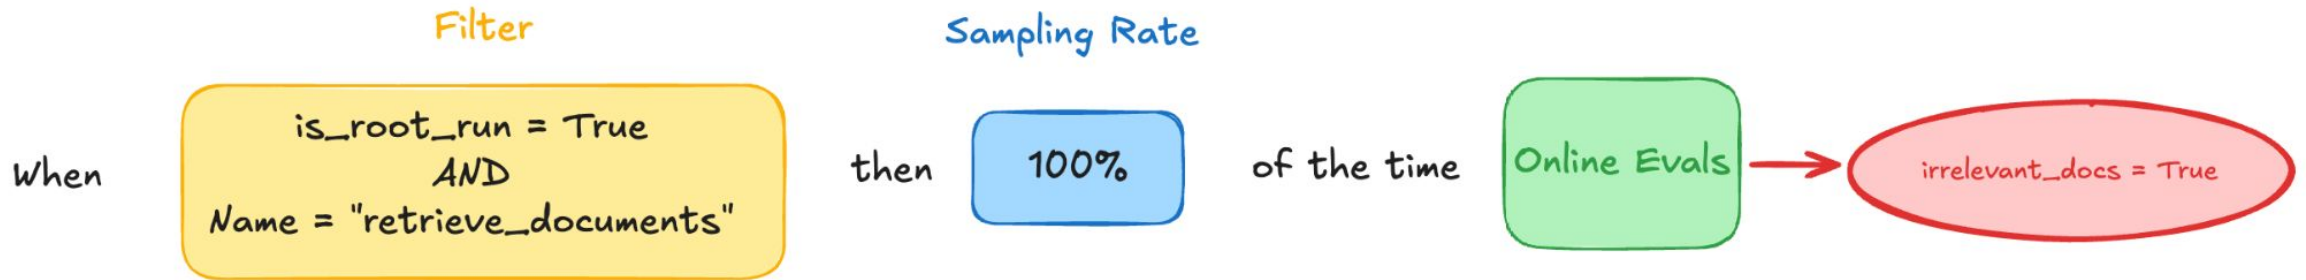 Filter
Sampling Rate
When
is_root_run = True
AND
Name = "retrieve_documents"
then
100%
of the time
Online Evals
irrelevant_docs = True